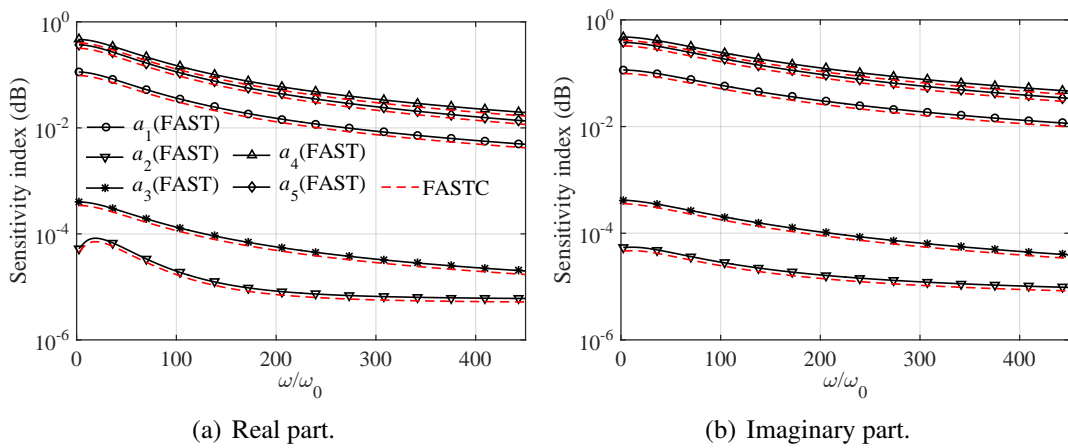 10^0
10^-2
10^-4
10^-6
Sensitivity index (dB)
a_1(FAST)
a_2(FAST)
a_3(FAST)
a_4(FAST)
a_5(FAST)
FASTC
0 100 200 300 400
ω/ω_0
(a) Real part.
10^0
10^-2
10^-4
10^-6
Sensitivity index (dB)
0 100 200 300 400
ω/ω_0
(b) Imaginary part.